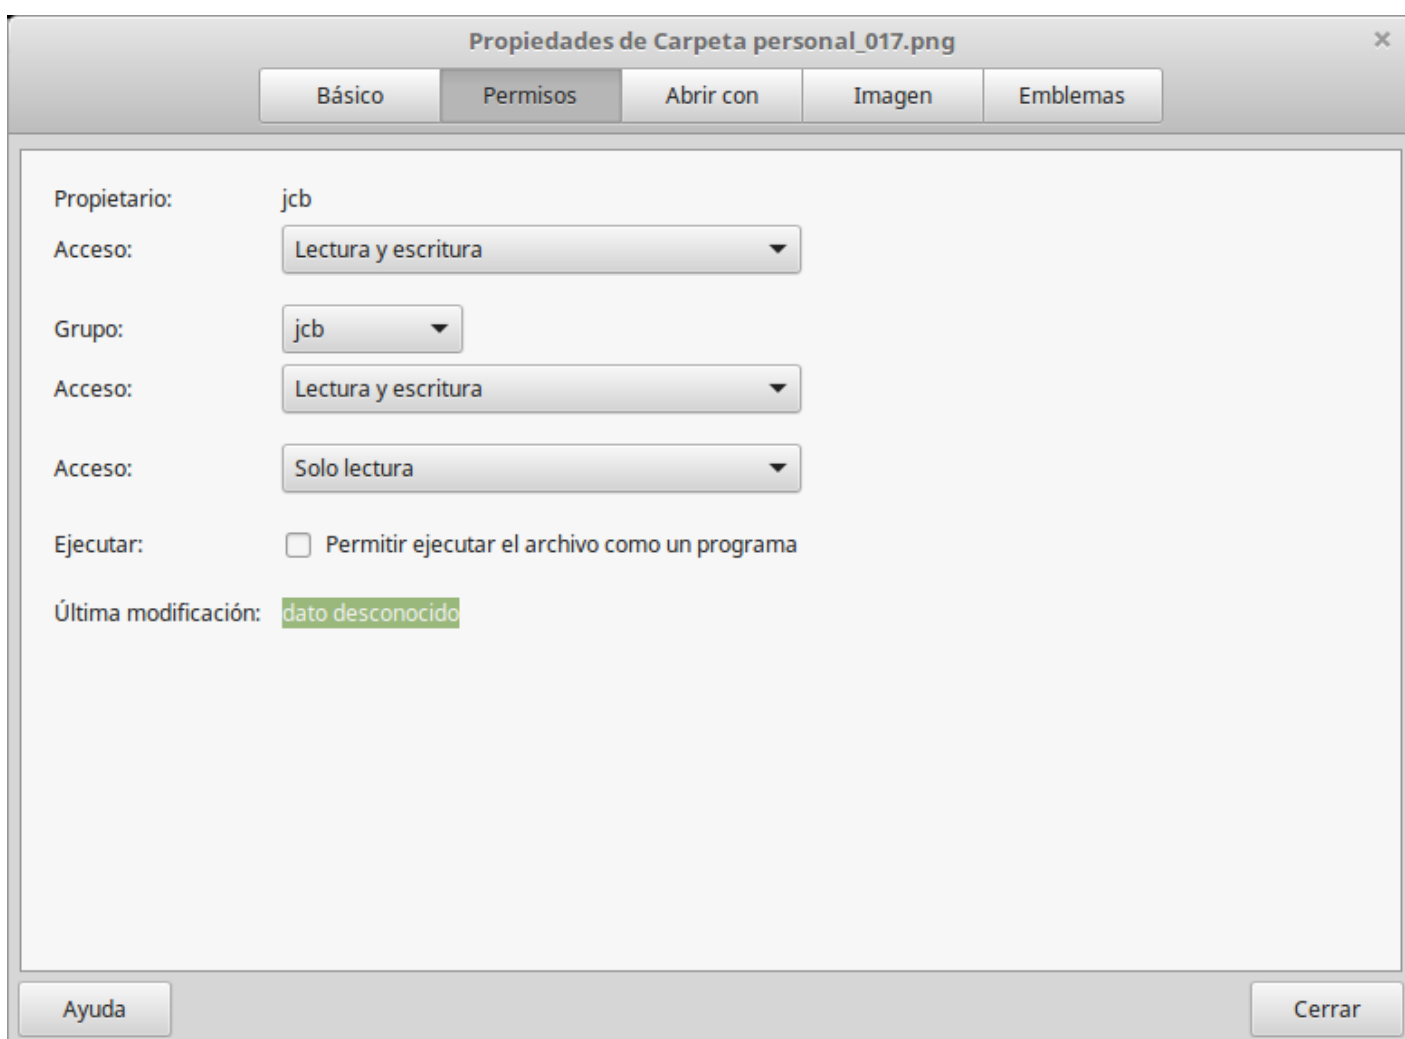 Propiedades de Carpeta personal_017.png
Básico Permisos Abrir con Imagen Emblemas
Propietario: jcb
Acceso: Lectura y escritura
Grupo: jcb
Acceso: Lectura y escritura
Acceso: Solo lectura
Ejecutar: Permitir ejecutar el archivo como un programa
Última modificación: dato desconocido
Ayuda Cerrar